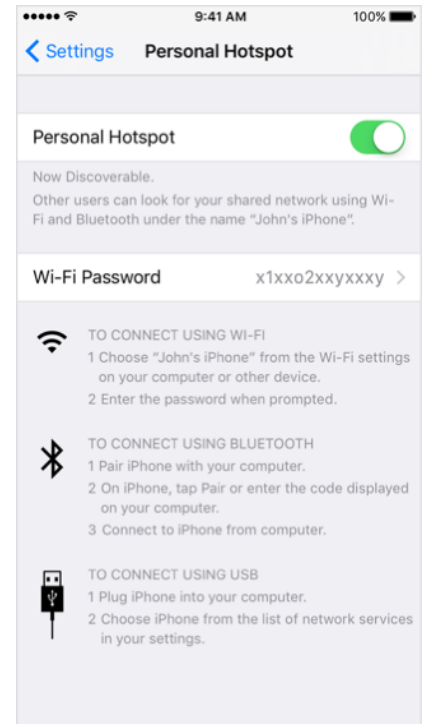 9:41 AM 100%
Settings Personal Hotspot
Personal Hotspot
Now Discoverable.
Other users can look for your shared network using Wi-
Fi and Bluetooth under the name “John's iPhone”.
Wi-Fi Password x1xxo2xxyxxxy
TO CONNECT USING WI-FI
1 Choose “John's iPhone” from the Wi-Fi settings
on your computer or other device.
2 Enter the password when prompted.
TO CONNECT USING BLUETOOTH
1 Pair iPhone with your computer.
2 On iPhone, tap Pair or enter the code displayed
on your computer.
3 Connect to iPhone from computer.
TO CONNECT USING USB
1 Plug iPhone into your computer.
2 Choose iPhone from the list of network services
in your settings.